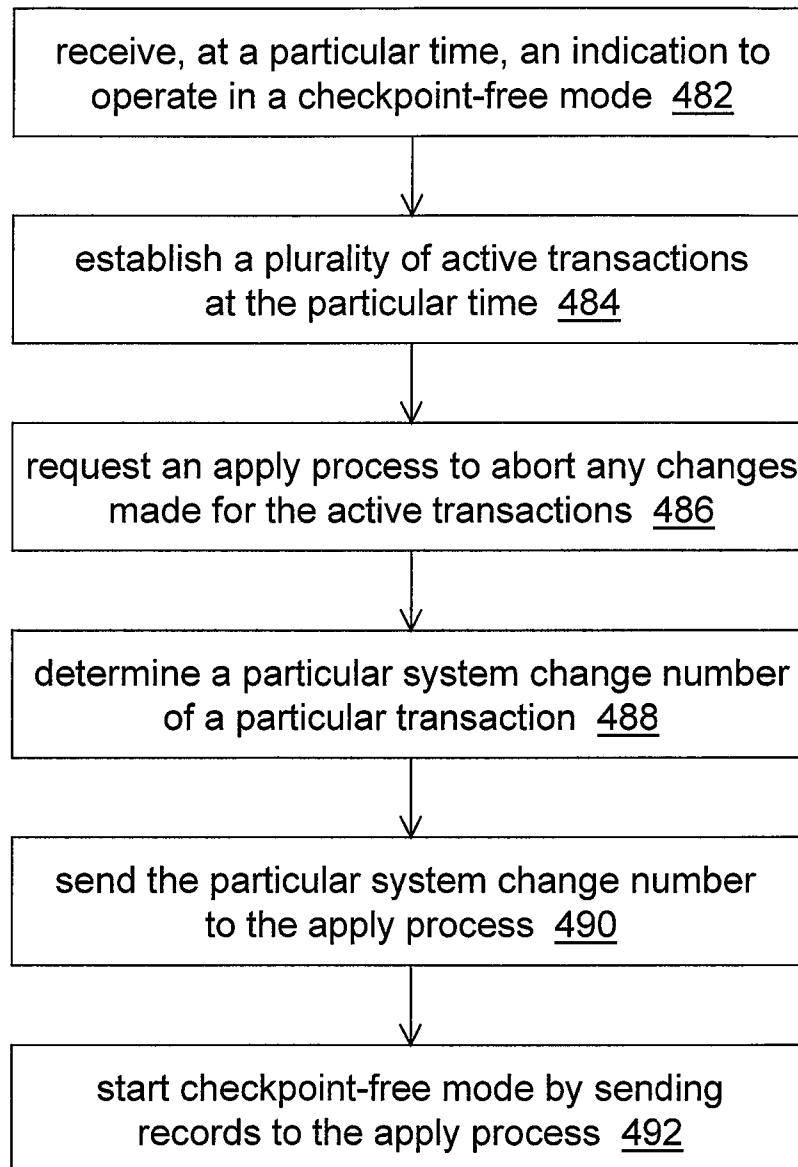 receive, at a particular time, an indication to
operate in a checkpoint-free mode 482
establish a plurality of active transactions
at the particular time 484
request an apply process to abort any changes
made for the active transactions 486
determine a particular system change number
of a particular transaction 488
send the particular system change number
to the apply process 490
start checkpoint-free mode by sending
records to the apply process 492